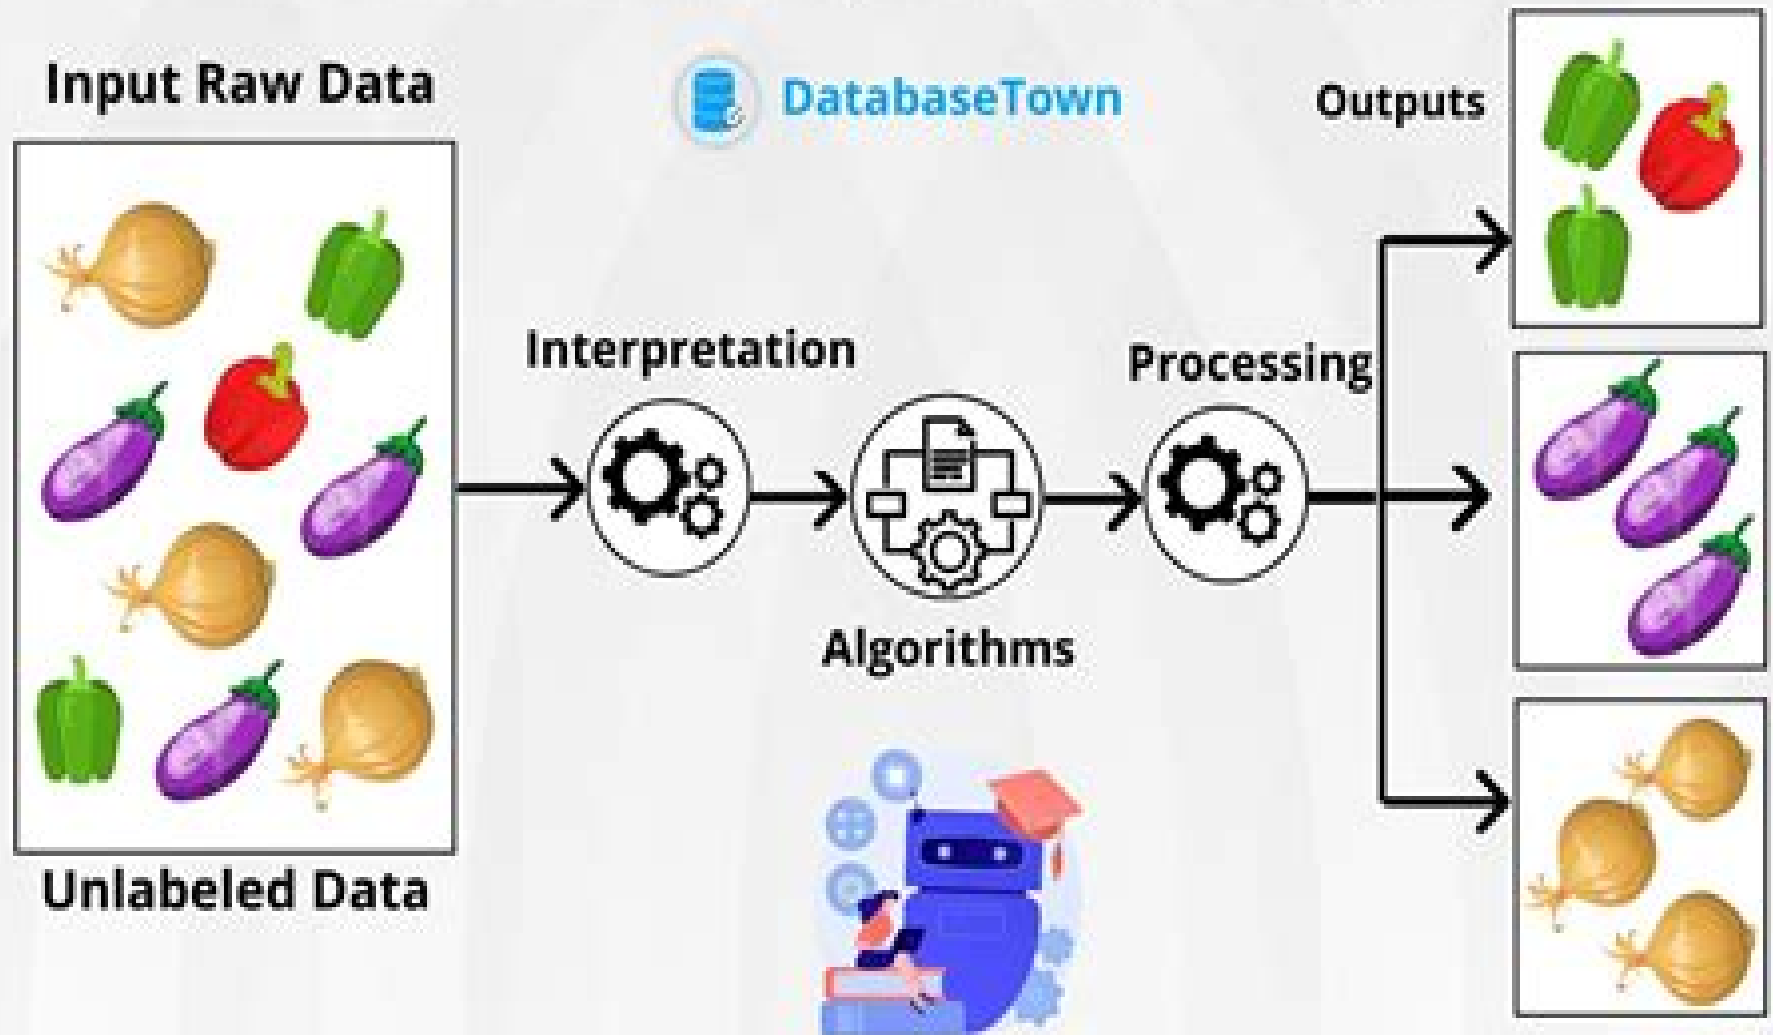 Input Raw Data
DatabaseTown
Outputs
Interpretation
Processing
Algorithms
Unlabeled Data